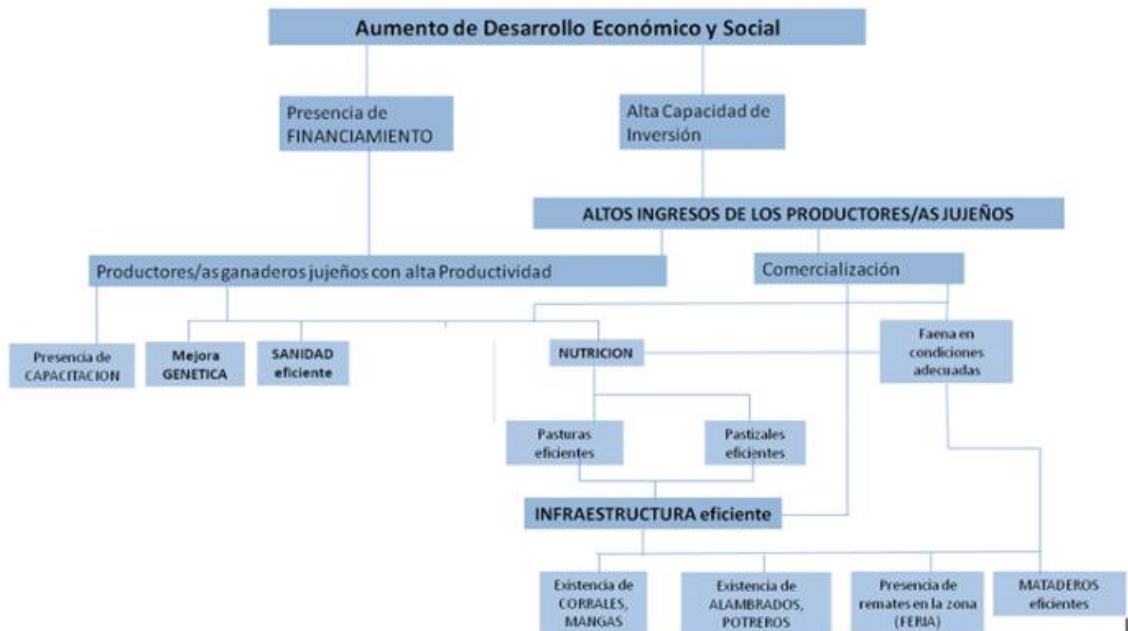 Aumento de Desarrollo Económico y Social
Presencia de
FINANCIAMIENTO
Alta Capacidad de
Inversión
ALTOS INGRESOS DE LOS PRODUCTORES/AS JUJEÑOS
Productores/as ganaderos jujeños con alta Productividad
Comercialización
Presencia de
CAPACITACION
Mejora
GENETICA
SANIDAD
eficiente
NUTRICION
Faena en
condiciones
adecuadas
Pasturas
eficientes
Pastizales
eficientes
INFRAESTRUCTURA eficiente
Existencia de
CORRALES,
MANGAS
Existencia de
ALAMBRADOS,
POTREROS
Presencia de
remates en la zona
(FERIA)
MATADEROS
eficientes